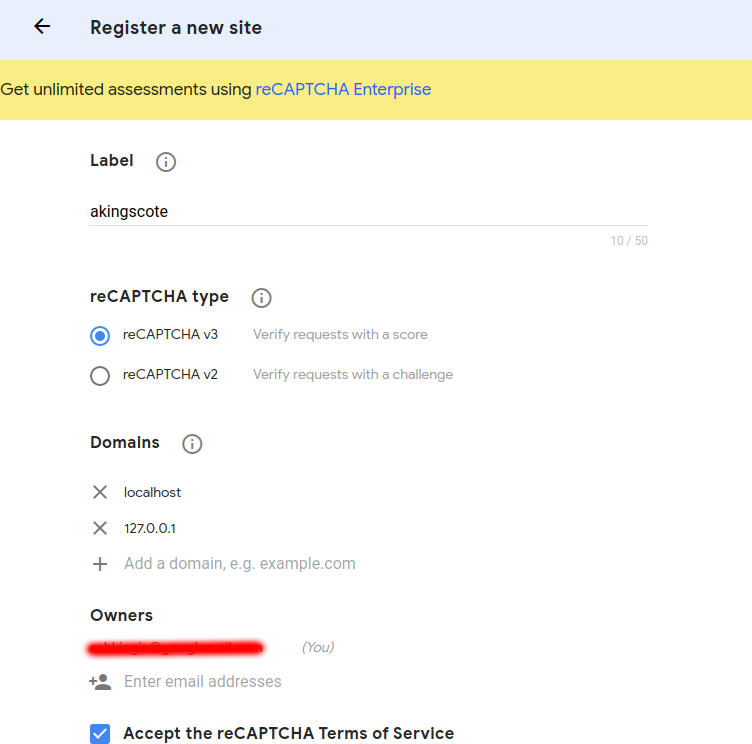 Register a new site
Get unlimited assessments using reCAPTCHA Enterprise
Label
akingscote
10 / 50
reCAPTCHA type
reCAPTCHA v3 Verify requests with a score
reCAPTCHA v2 Verify requests with a challenge
Domains
localhost
127.0.0.1
Add a domain, e.g. example.com
Owners
(You)
Enter email addresses
Accept the reCAPTCHA Terms of Service